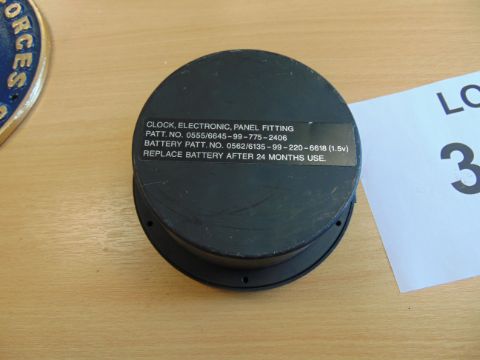 FORCES
CLOCK, ELECTRONIC, PANEL FITTING
PATT. NO. 0555/6645-99-775-2406
BATTERY PATT. NO. 0562/6135-99-220-6618 (1.5v)
REPLACE BATTERY AFTER 24 MONTHS USE.
LO
3